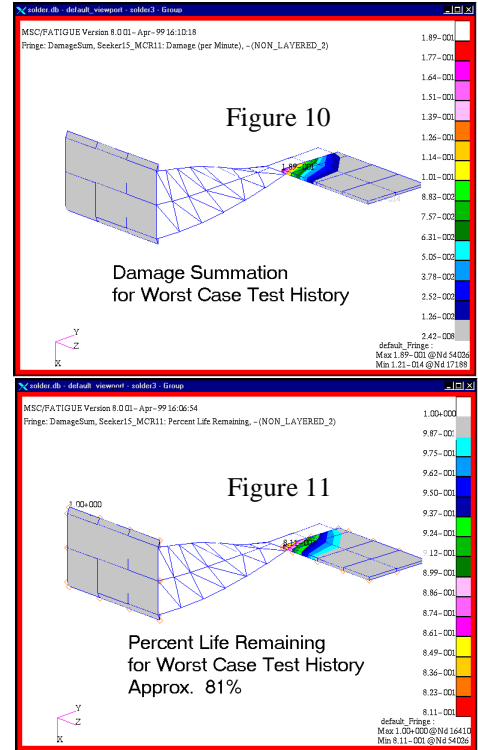 solder.db - default_viewport - solder3 - Group
MSC/FATIGUE Version 8.0 01-Apr-99 16:10:18
Fringe: DamageSum, Seeker15_MCR11: Damage (per Minute), -(NON_LAYERED_2)
Figure 10
1.89-001
Damage Summation
for Worst Case Test History
Y
Z
X
1.89-001
1.77-001
1.64-001
1.51-001
1.39-001
1.26-001
1.14-001
1.01-001
8.83-002
7.57-002
6.31-002
5.05-002
3.78-002
2.52-002
1.26-002
2.42-008
default_Fringe :
Max 1.89-001 @Nd 54026
Min 1.21-014 @Nd 17188
solder.db - default_viewport - solder3 - Group
MSC/FATIGUE Version 8.0 01-Apr-99 16:06:54
Fringe: DamageSum, Seeker15_MCR11: Percent Life Remaining, -(NON_LAYERED_2)
Figure 11
1.00+000
8.11-001
Percent Life Remaining
for Worst Case Test History
Approx. 81%
Y
Z
X
1.00+000
9.87-001
9.75-001
9.62-001
9.50-001
9.37-001
9.24-001
9.12-001
8.99-001
8.86-001
8.74-001
8.61-001
8.49-001
8.36-001
8.23-001
8.11-001
default_Fringe :
Max 1.00+000 @Nd 16410
Min 8.11-001 @Nd 54026